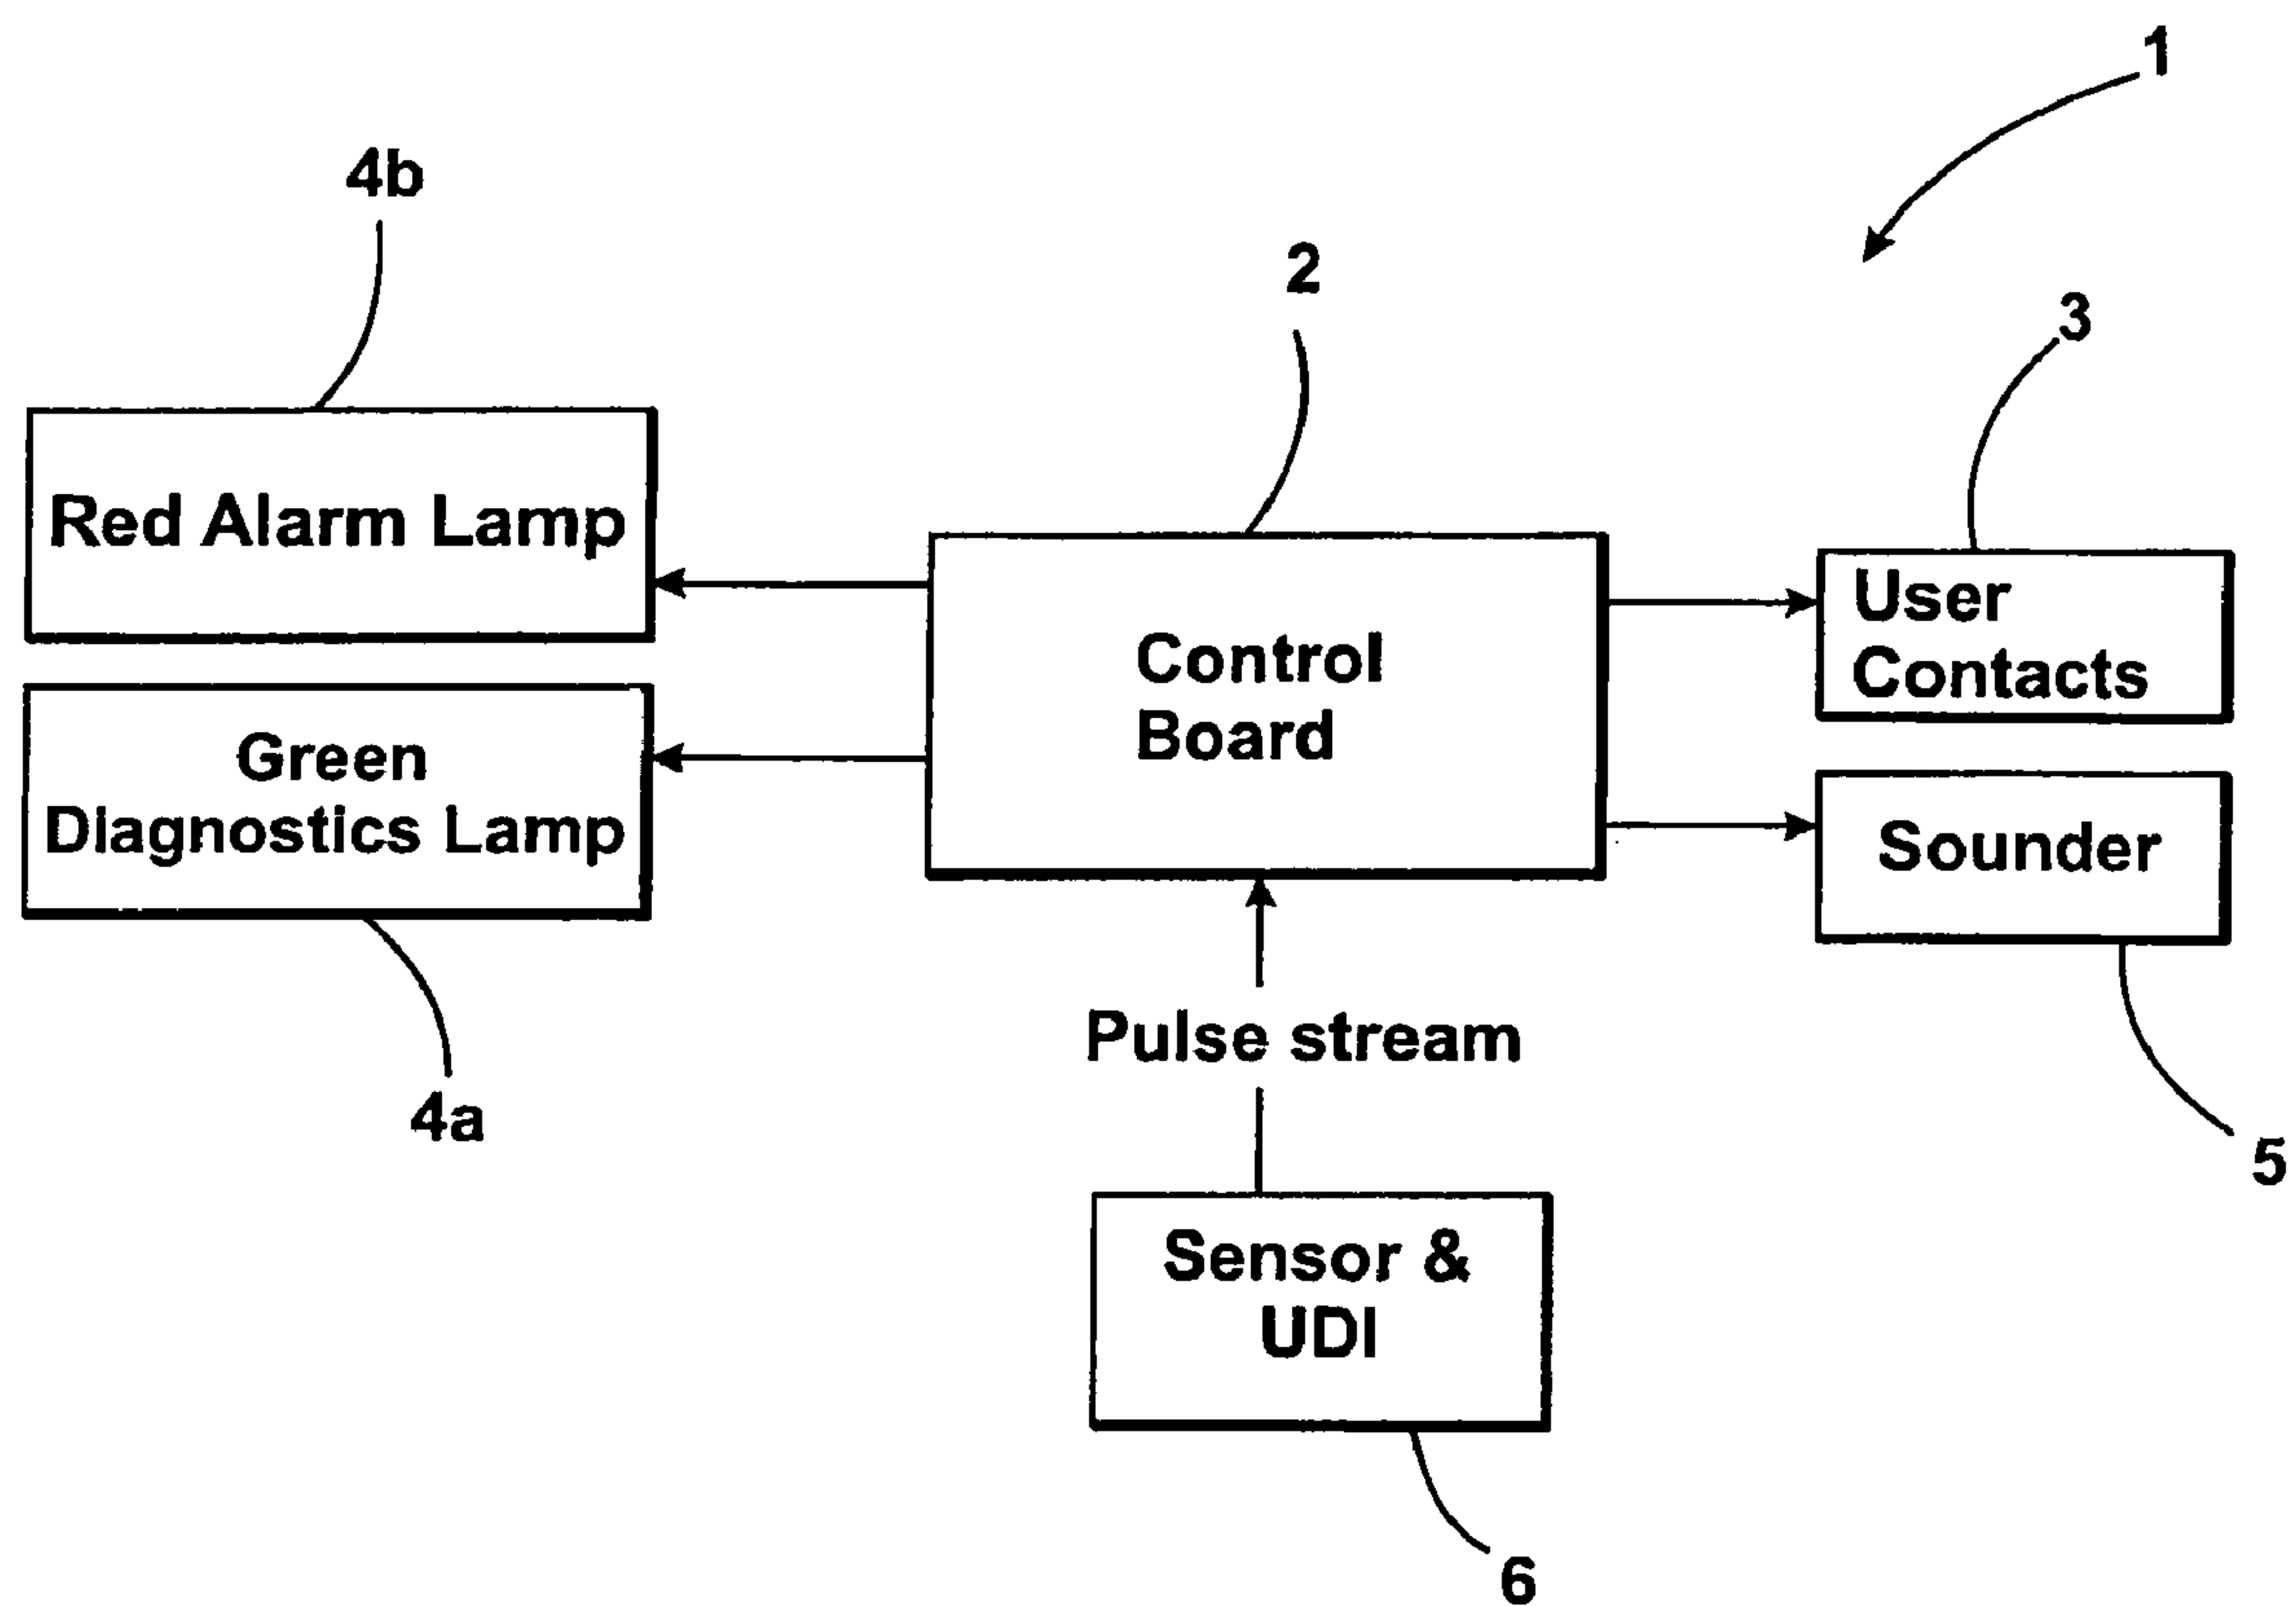 1
4b
2
3
Red Alarm Lamp
User
Contacts
Control
Board
Green
Diagnostics Lamp
Sounder
Pulse stream
4a
5
Sensor &
UDI
6